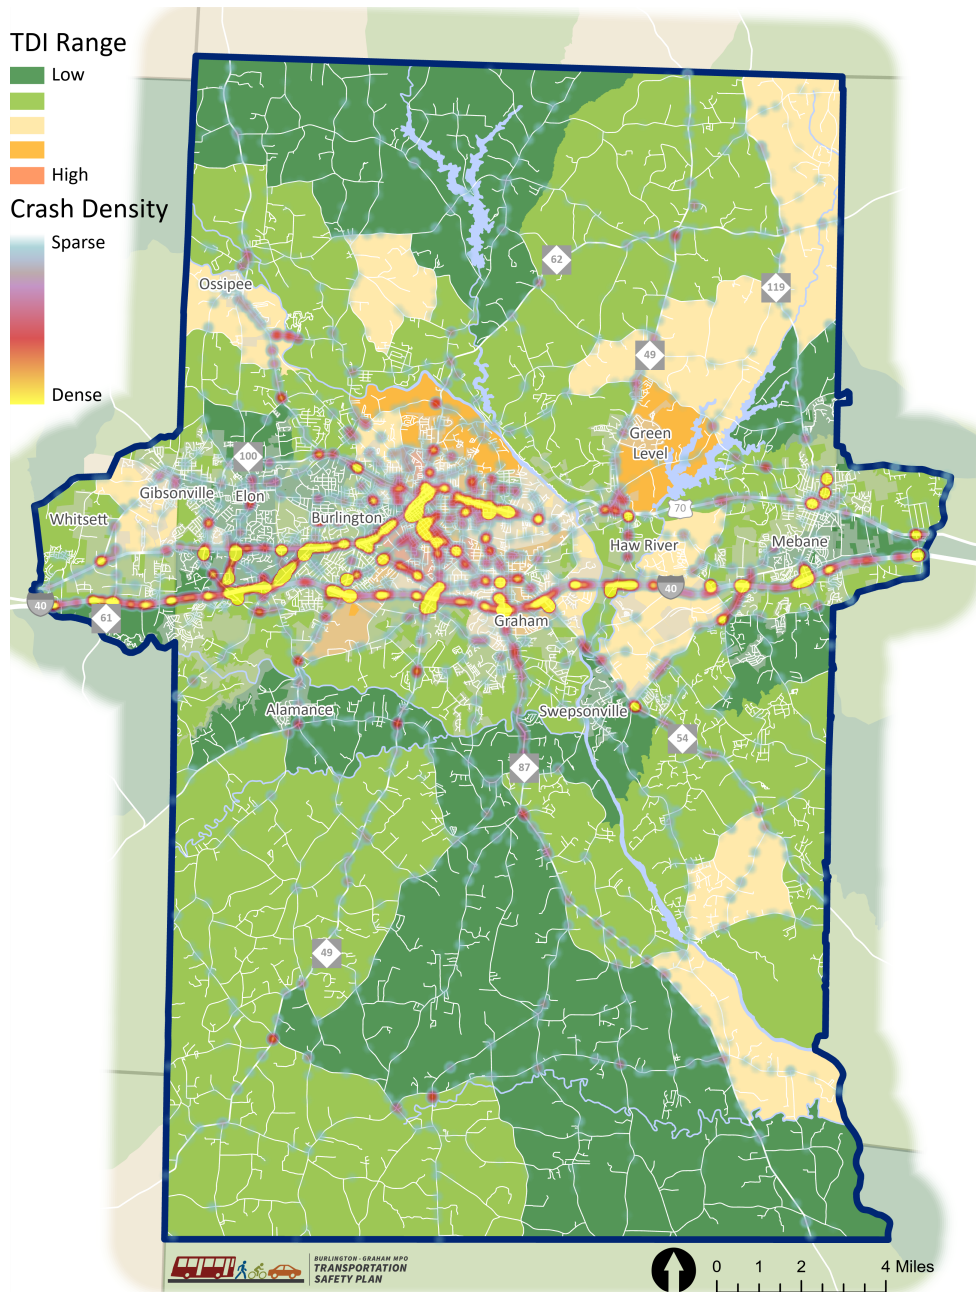 TDI Range
Low
High
Crash Density
Sparse
Dense
62
Ossipee
119
49
Green
Level
100
Gibsonville
Elon
Whitsett
Burlington
70
Haw River
Mebane
40
40
61
Graham
Alamance
Swepsonville
54
87
49
BURLINGTON - GRAHAM MPO
TRANSPORTATION
SAFETY PLAN
0 1 2 4 Miles